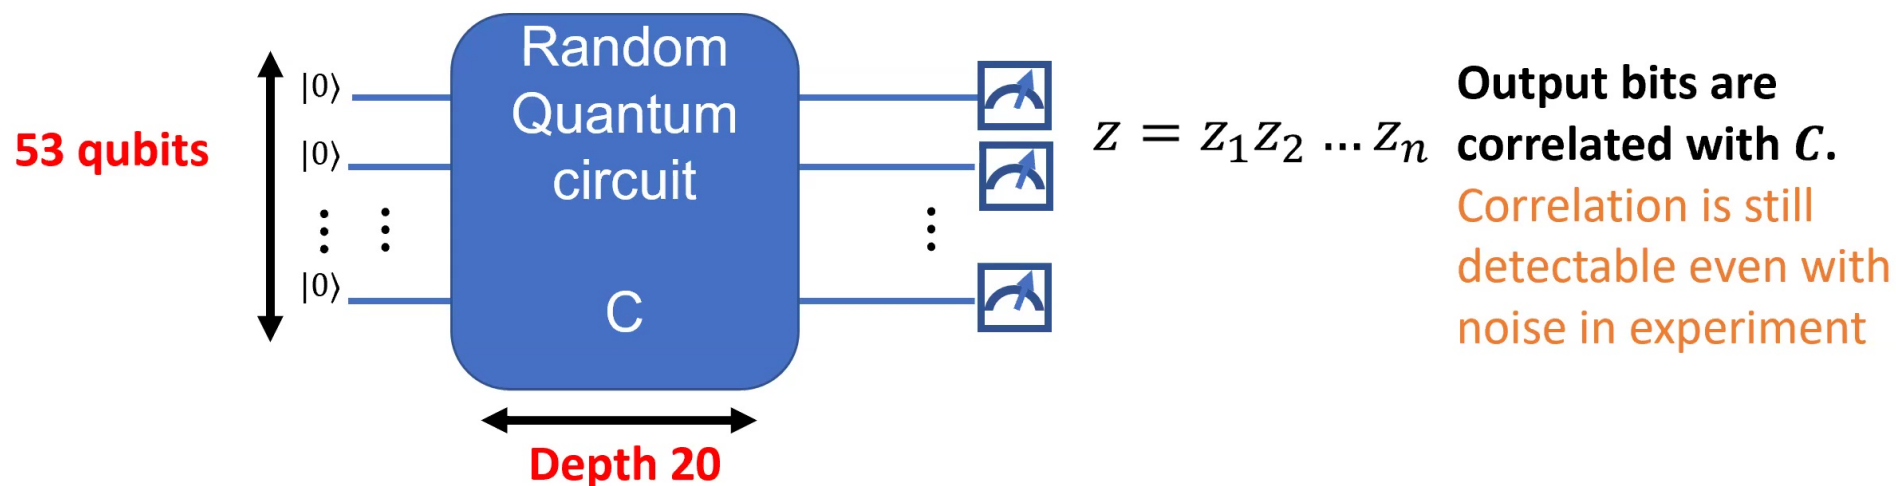 53 qubits
|0⟩
|0⟩
|0⟩
Random
Quantum
circuit
C
Depth 20
z = z₁z₂ ... zₙ
Output bits are
correlated with C.
Correlation is still
detectable even with
noise in experiment